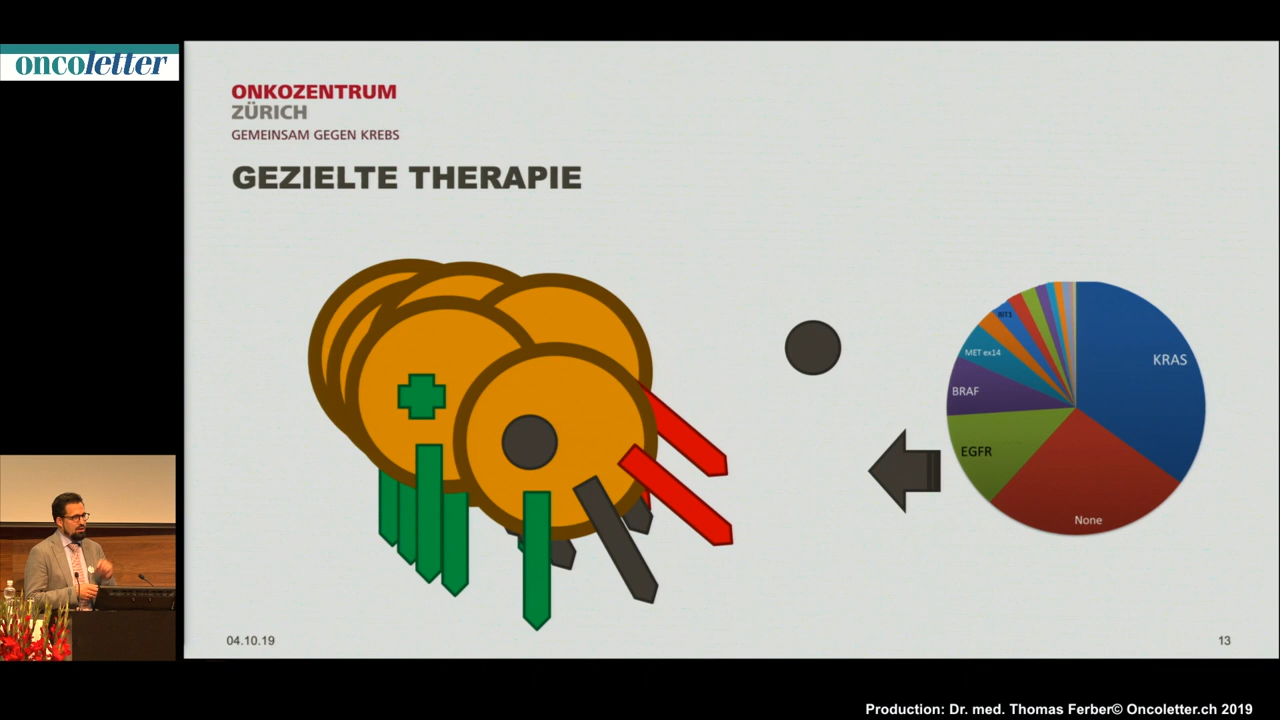 oncoletter
ONKOZENTRUM
ZÜRICH
GEMEINSAM GEGEN KREBS
GEZIELTE THERAPIE
KRAS
None
EGFR
BRAF
MET ex14
04.10.19
13
Production: Dr. med. Thomas Ferber© Oncoletter.ch 2019